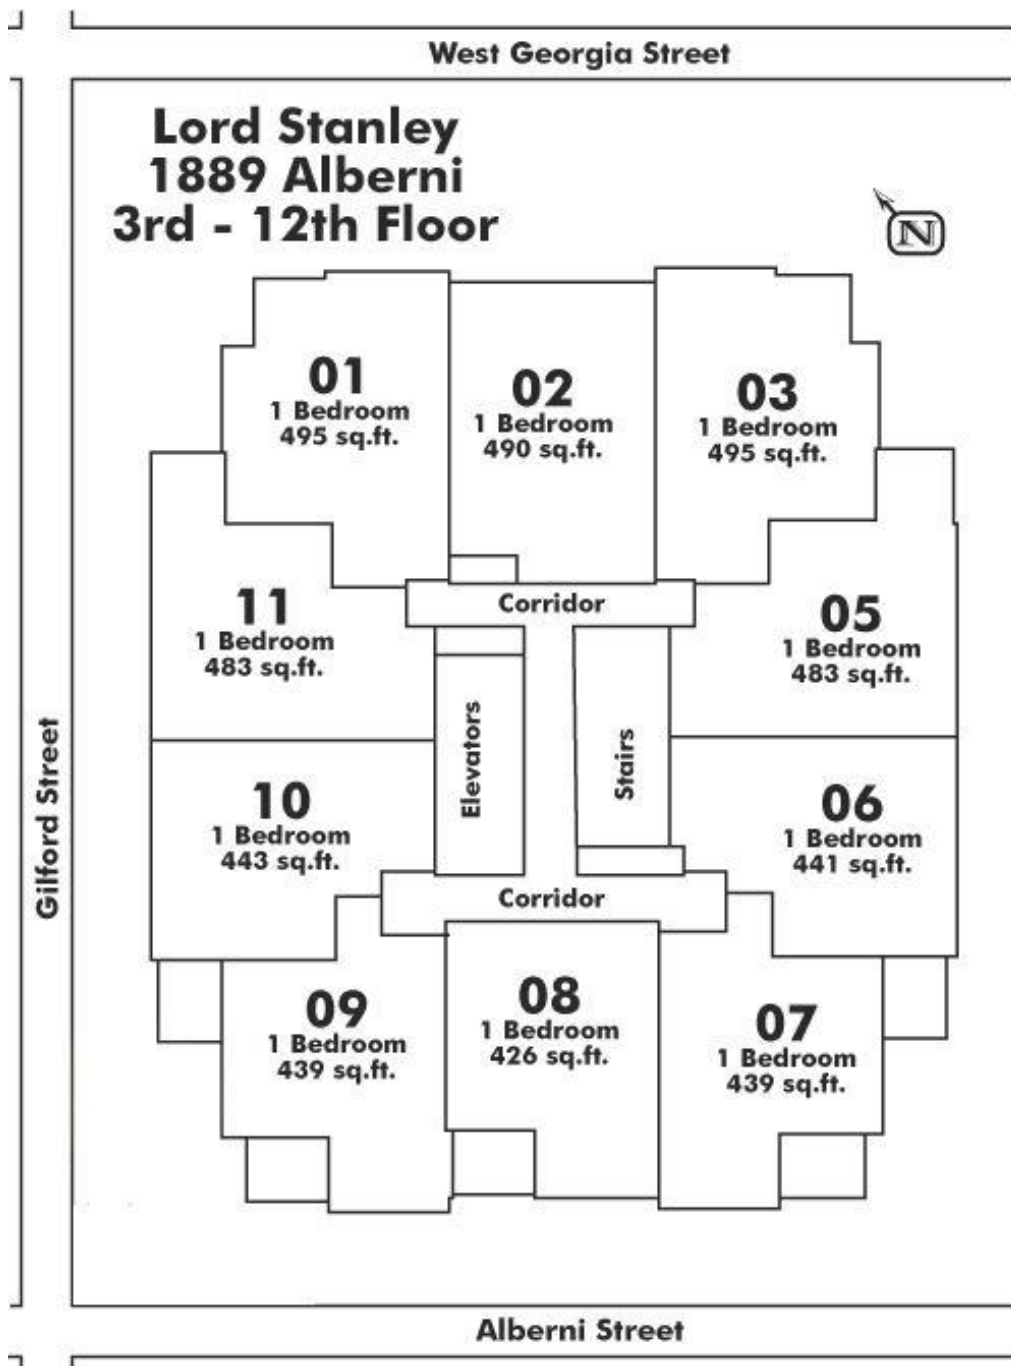 West Georgia Street
Lord Stanley
1889 Alberni
3rd - 12th Floor
N
01
1 Bedroom
495 sq.ft.
02
1 Bedroom
490 sq.ft.
03
1 Bedroom
495 sq.ft.
Corridor
11
1 Bedroom
483 sq.ft.
05
1 Bedroom
483 sq.ft.
Elevators
Stairs
Gilford Street
10
1 Bedroom
443 sq.ft.
06
1 Bedroom
441 sq.ft.
Corridor
09
1 Bedroom
439 sq.ft.
08
1 Bedroom
426 sq.ft.
07
1 Bedroom
439 sq.ft.
Alberni Street